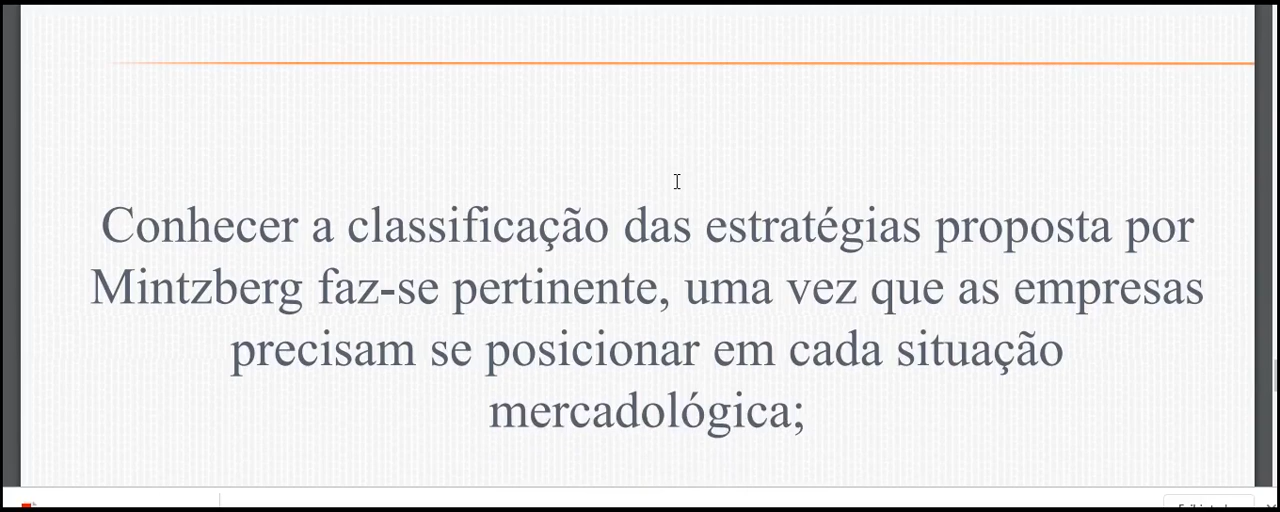 Conhecer a classificação das estratégias proposta por
Mintzberg faz-se pertinente, uma vez que as empresas
precisam se posicionar em cada situação
mercadológica;